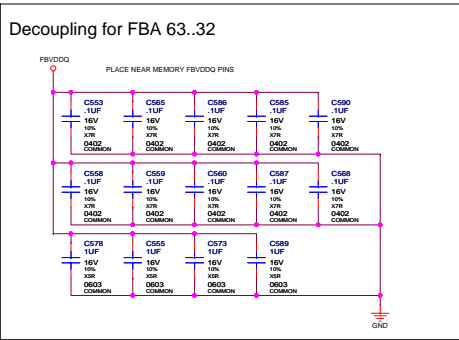 Decoupling for FBA 63..32
FBVDDQ
PLACE NEAR MEMORY FBVDDQ PINS
C553 C565 C586 C585 C590
.1UF .1UF .1UF .1UF .1UF
16V 16V 16V 16V 16V
10% 10% 10% 10% 10%
X7R X7R X7R X7R X7R
0402 0402 0402 0402 0402
COMMON COMMON COMMON COMMON COMMON
C558 C559 C560 C587 C568
.1UF .1UF .1UF .1UF .1UF
16V 16V 16V 16V 16V
10% 10% 10% 10% 10%
X7R X7R X7R X7R X7R
0402 0402 0402 0402 0402
COMMON COMMON COMMON COMMON COMMON
C578 C555 C573 C589
1UF 1UF 1UF 1UF
16V 16V 16V 16V
10% 10% 10% 10%
X5R X5R X5R X5R
0603 0603 0603 0603
COMMON COMMON COMMON COMMON
GND